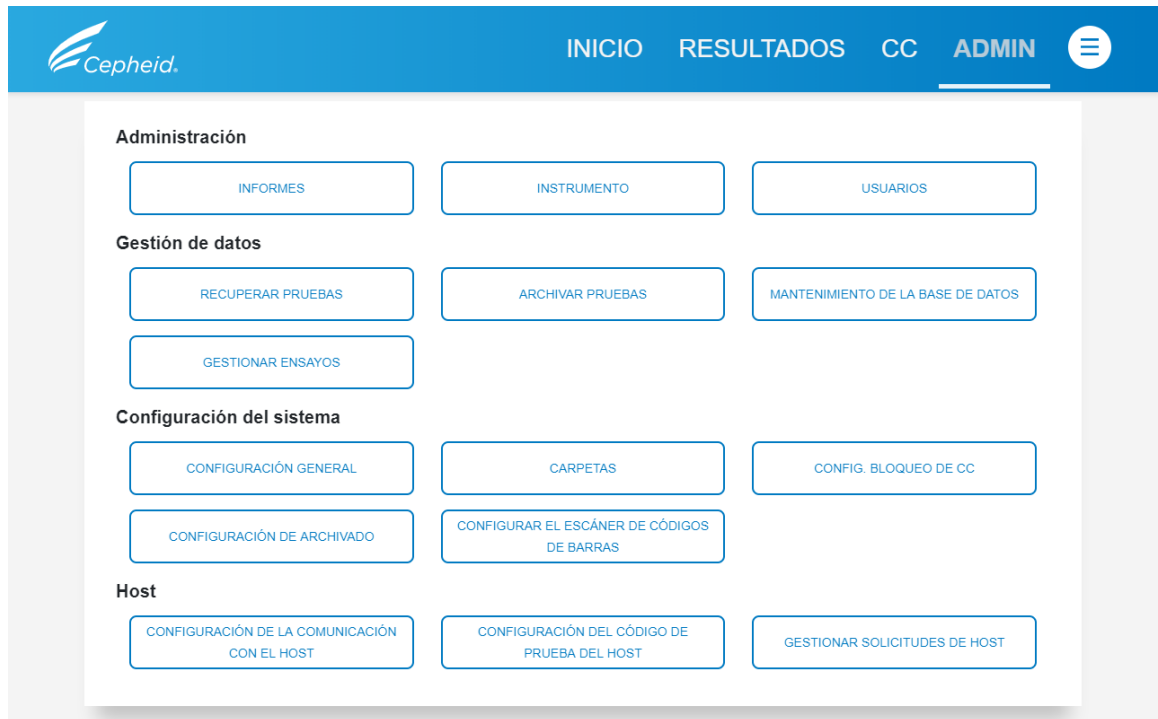 Cepheid.
INICIO RESULTADOS CC ADMIN
Administración
INFORMES INSTRUMENTO USUARIOS
Gestión de datos
RECUPERAR PRUEBAS ARCHIVAR PRUEBAS MANTENIMIENTO DE LA BASE DE DATOS
GESTIONAR ENSAYOS
Configuración del sistema
CONFIGURACIÓN GENERAL CARPETAS CONFIG. BLOQUEO DE CC
CONFIGURACIÓN DE ARCHIVADO
CONFIGURAR EL ESCÁNER DE CÓDIGOS
DE BARRAS
Host
CONFIGURACIÓN DE LA COMUNICACIÓN
CON EL HOST
CONFIGURACIÓN DEL CÓDIGO DE
PRUEBA DEL HOST
GESTIONAR SOLICITUDES DE HOST